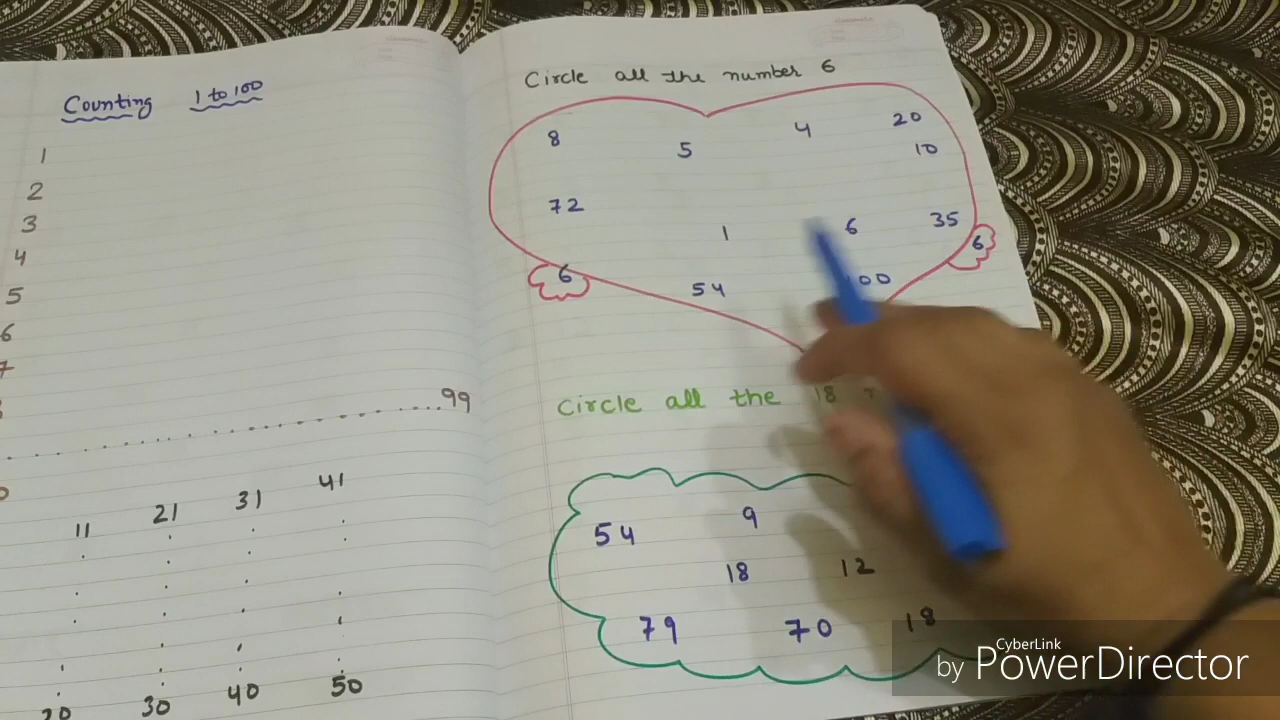 Counting 1 to 100
1
2
3
4
5
6
7
99
11 21 31 41
20 30 40 50
Circle all the number 6
8 5 4 20
10
72 1 6 35
6 54 100 6
Circle all the 18
54 9
18 12
79 70 18
CyberLink
by PowerDirector